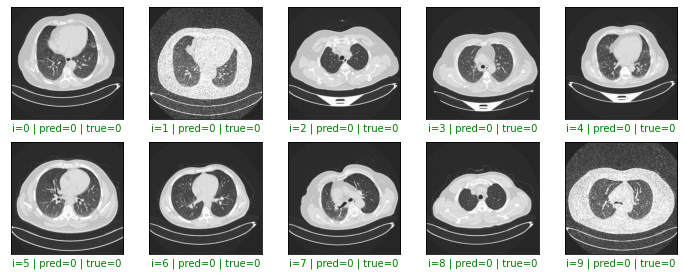 i=0 | pred=0 | true=0
i=1 | pred=0 | true=0
i=2 | pred=0 | true=0
i=3 | pred=0 | true=0
i=4 | pred=0 | true=0
i=5 | pred=0 | true=0
i=6 | pred=0 | true=0
i=7 | pred=0 | true=0
i=8 | pred=0 | true=0
i=9 | pred=0 | true=0